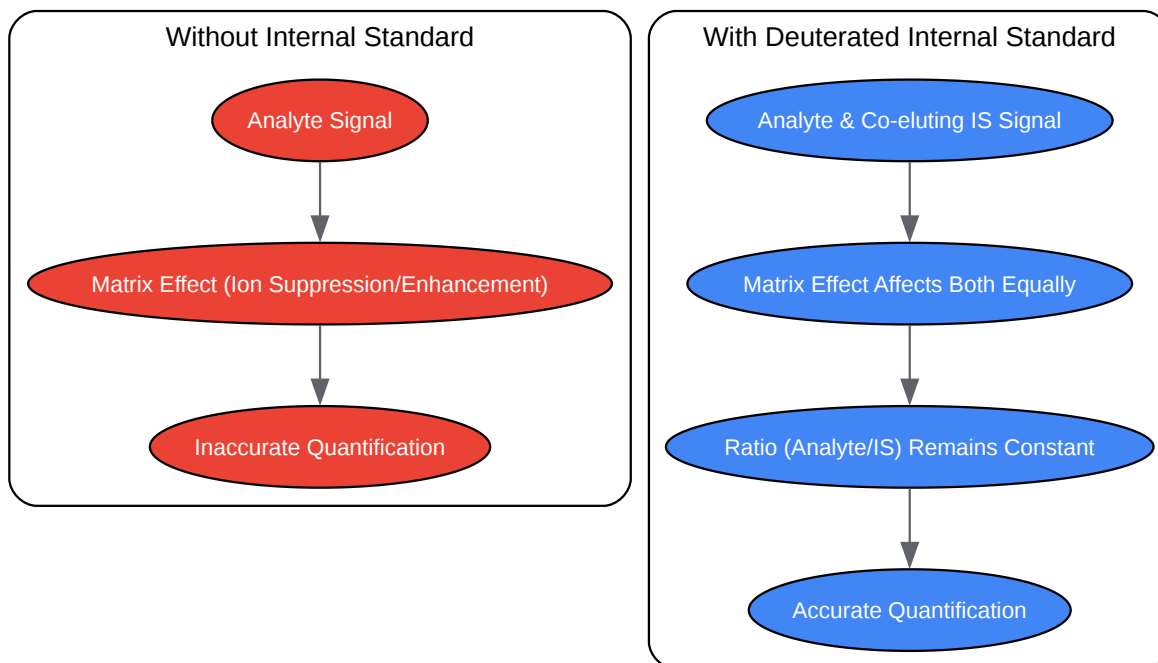 Without Internal Standard
Analyte Signal
Matrix Effect (Ion Suppression/Enhancement)
Inaccurate Quantification
With Deuterated Internal Standard
Analyte & Co-eluting IS Signal
Matrix Effect Affects Both Equally
Ratio (Analyte/IS) Remains Constant
Accurate Quantification